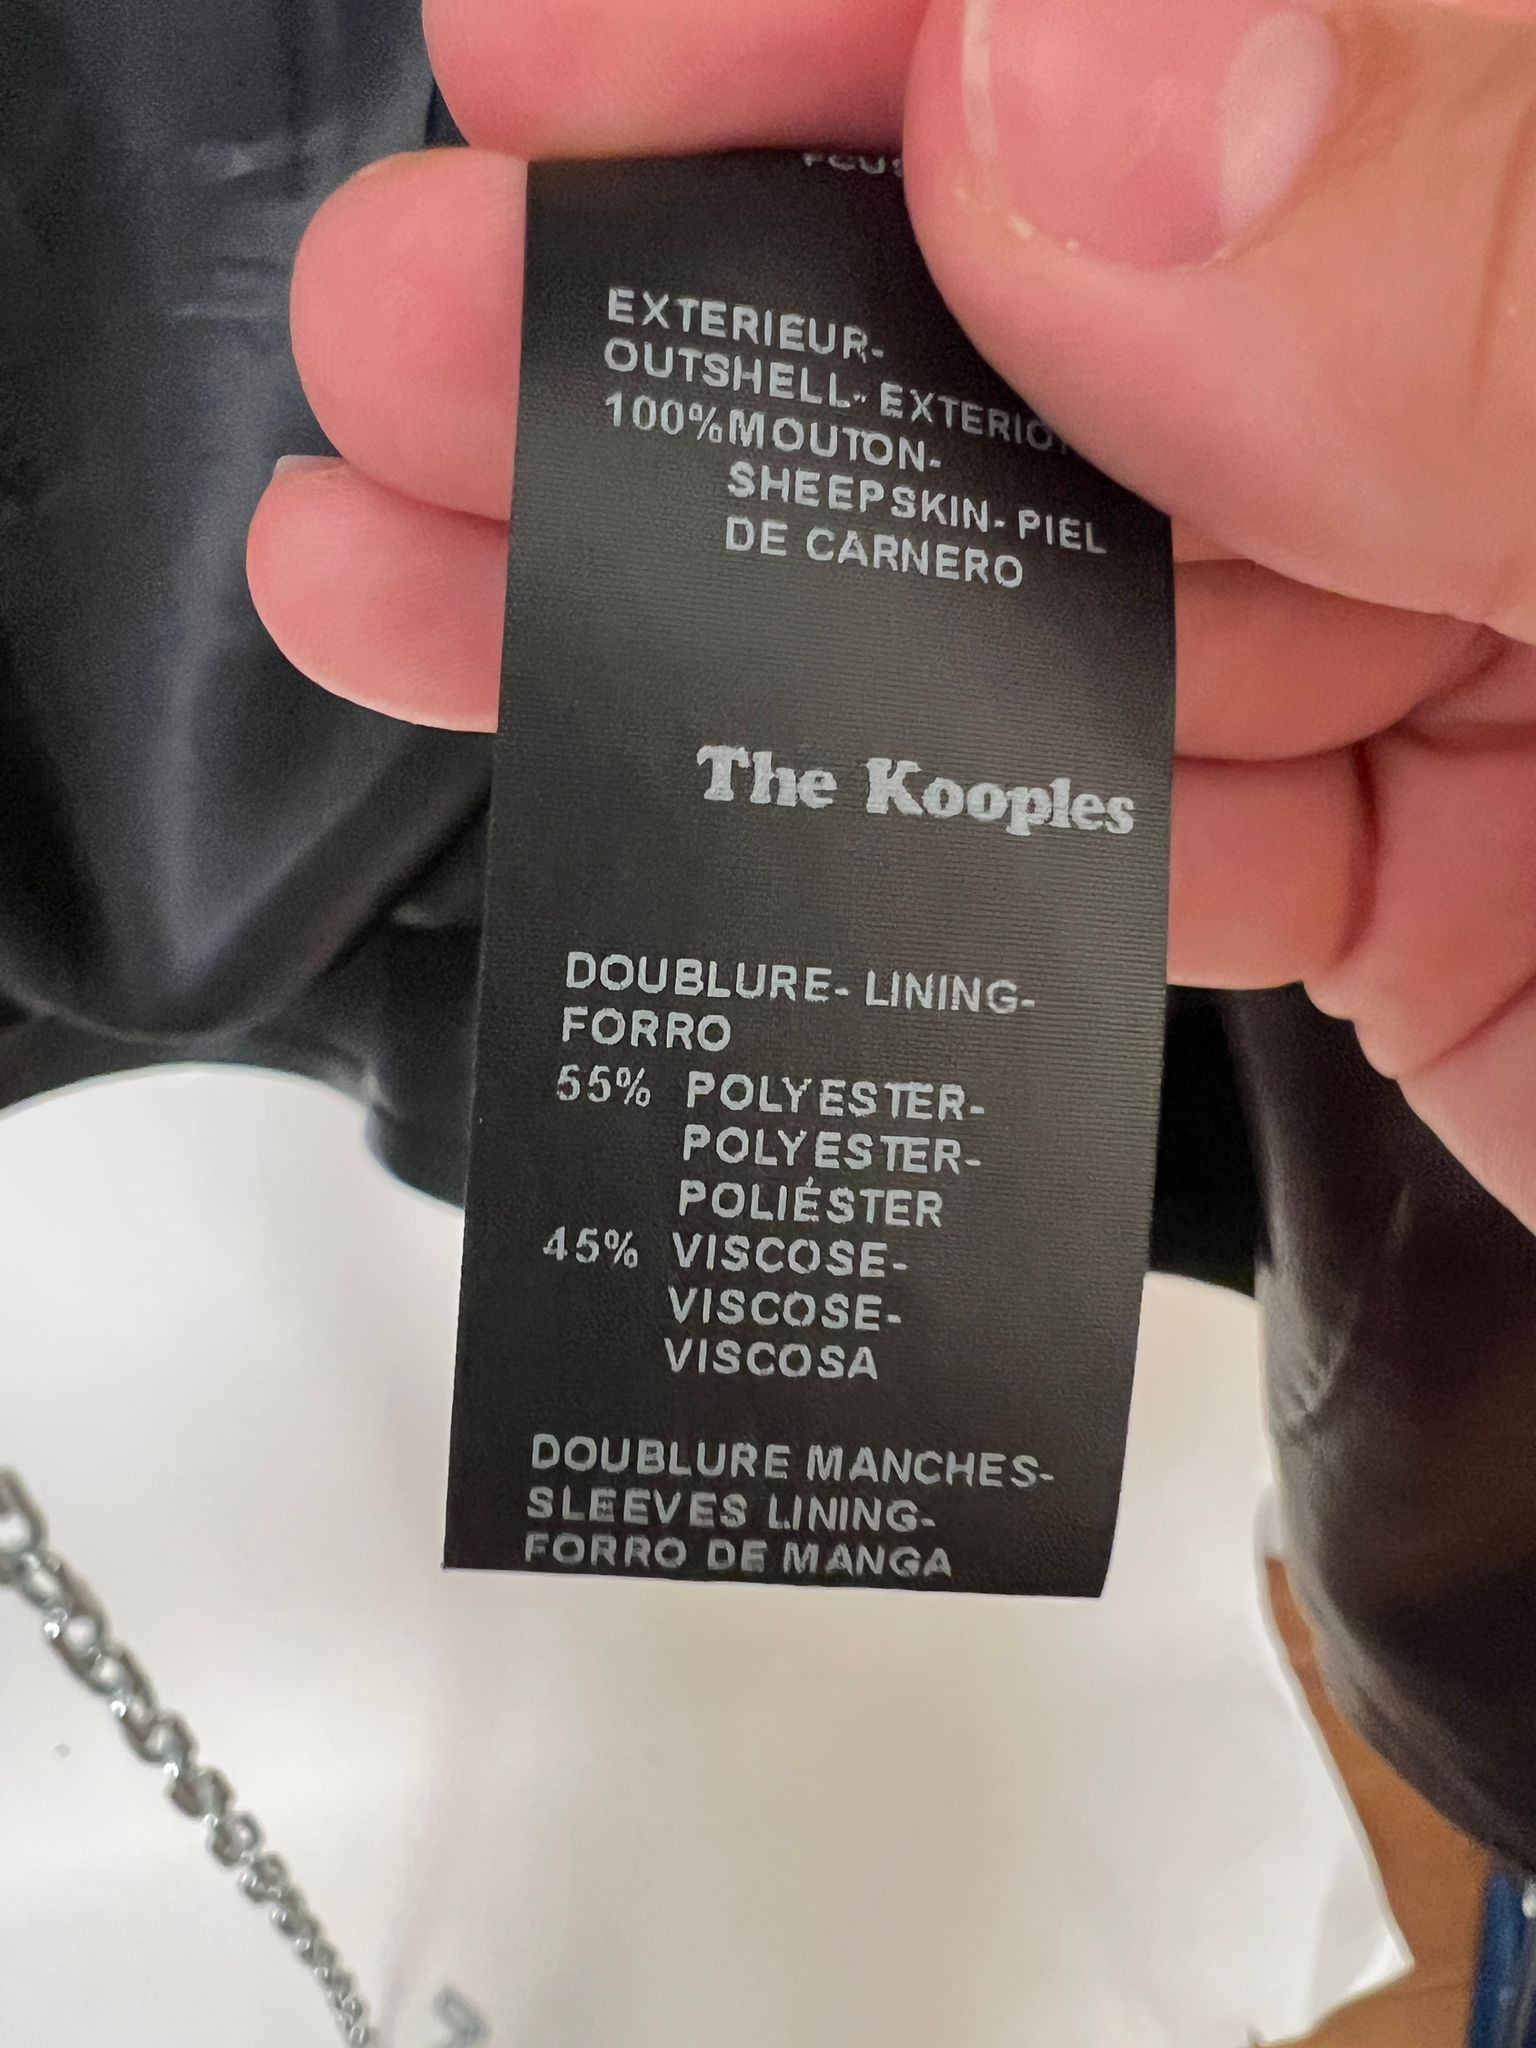 EXTERIEUR-
OUTSHELL- EXTERIO
100%MOUTON-
SHEEPSKIN- PIEL
DE CARNERO
The Kooples
DOUBLURE- LINING-
FORRO
55% POLYESTER-
POLYESTER-
POLIÉSTER
45% VISCOSE-
VISCOSE-
VISCOSA
DOUBLURE MANCHES-
SLEEVES LINING-
FORRO DE MANGA